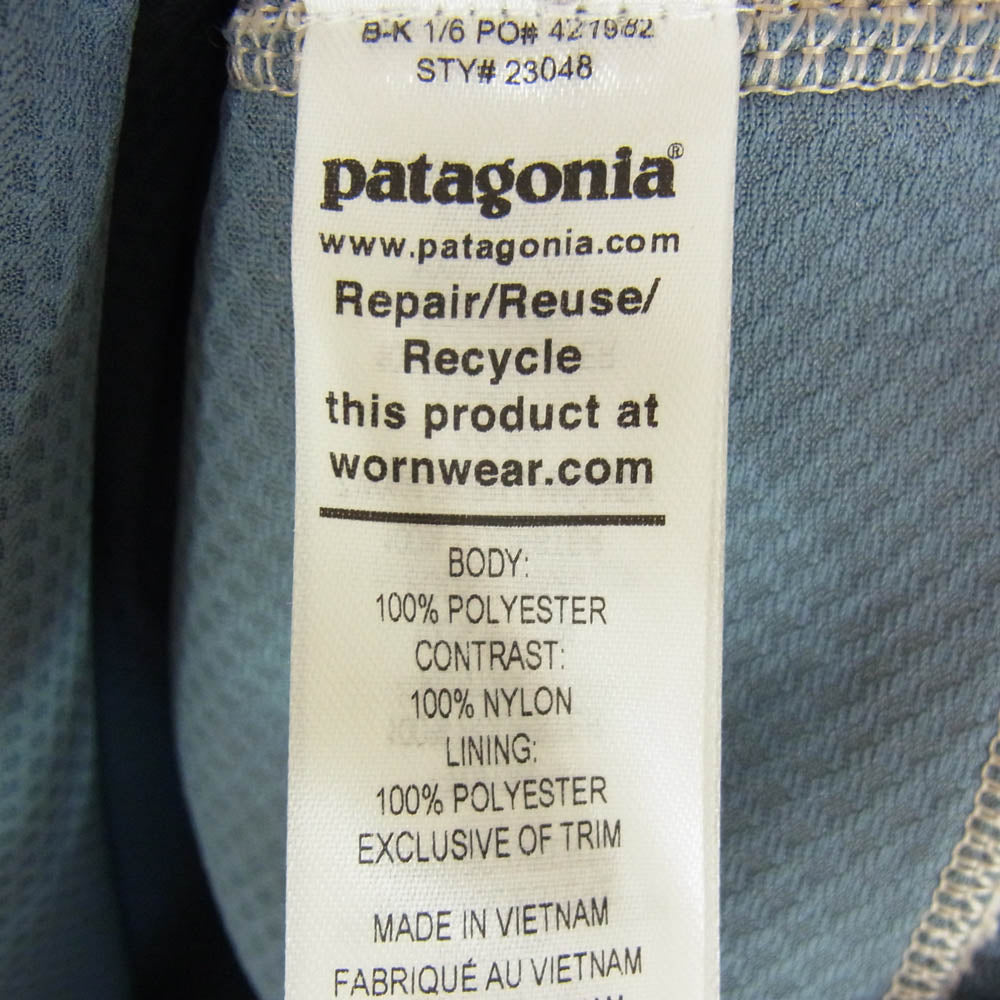 B-K 1/6 PO# 421982
STY# 23048
patagonia®
www.patagonia.com
Repair/Reuse/
Recycle
this product at
wornwear.com
BODY:
100% POLYESTER
CONTRAST:
100% NYLON
LINING:
100% POLYESTER
EXCLUSIVE OF TRIM
MADE IN VIETNAM
FABRIQUÉ AU VIETNAM